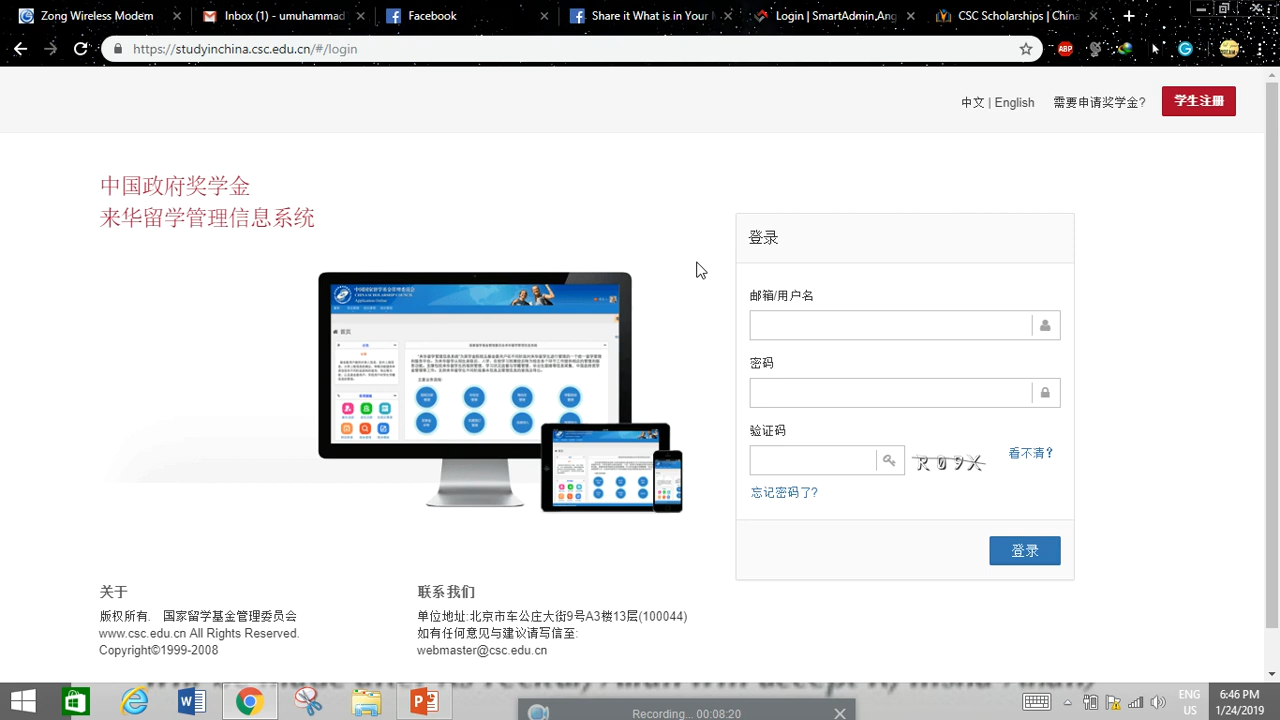 Zong Wireless Modem
Inbox (1) - umuhammad
Facebook
Share it What is in Your
Login | SmartAdmin,Ang
CSC Scholarships | China
https://studyinchina.csc.edu.cn/#/login
ABP
中文 | English
需要申请奖学金?
学生注册
中国政府奖学金
来华留学管理信息系统
登录
邮箱/用户名
密码
验证码
R09X
看不清?
忘记密码了?
登录
首页
关于
版权所有. 国家留学基金管理委员会
www.csc.edu.cn All Rights Reserved.
Copyright©1999-2008
联系我们
单位地址:北京市车公庄大街9号A3楼13层(100044)
如有任何意见与建议请写信至:
webmaster@csc.edu.cn
Recording... 00:08:20
ENG
US
6:46 PM
1/24/2019